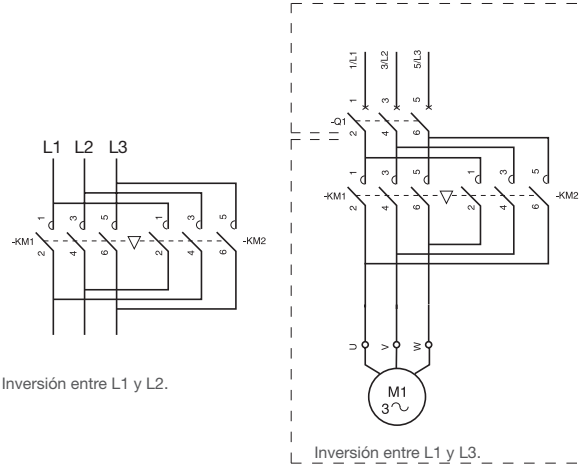 L1 L2 L3
1 3 5 1 3 5
-KM1 -KM2
2 4 6 2 4 6
Inversión entre L1 y L2.
1/L1 3/L2 5/L3
1 3 5
-Q1
2 4 6
1 3 5 1 3 5
-KM1 -KM2
2 4 6 2 4 6
U V W
M1
3
Inversión entre L1 y L3.